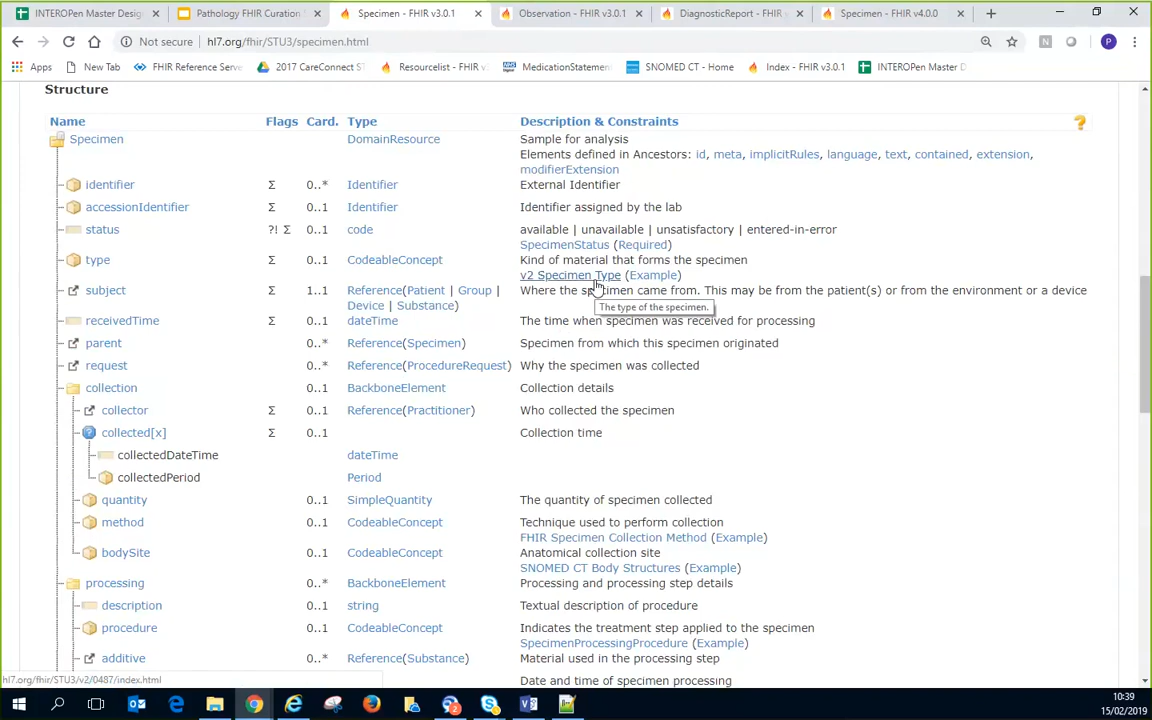 INTEROPen Master Design
Pathology FHIR Curation
Specimen - FHIR v3.0.1
Observation - FHIR v3.0.1
DiagnosticReport - FHIR v
Specimen - FHIR v4.0.0
Not secure | hl7.org/fhir/STU3/specimen.html
N
P
Apps
New Tab
FHIR Reference Serve
2017 CareConnect ST
Resourcelist - FHIR v
MedicationStatemen
SNOMED CT - Home
Index - FHIR v3.0.1
INTEROPen Master D
Structure
Name Flags Card. Type Description & Constraints
Specimen DomainResource Sample for analysis
Elements defined in Ancestors: id, meta, implicitRules, language, text, contained, extension,
modifierExtension
identifier Σ 0..* Identifier External Identifier
accessionIdentifier Σ 0..1 Identifier Identifier assigned by the lab
status ?! Σ 0..1 code available | unavailable | unsatisfactory | entered-in-error
SpecimenStatus (Required)
type Σ 0..1 CodeableConcept Kind of material that forms the specimen
v2 Specimen Type (Example)
subject Σ 1..1 Reference(Patient | Group | Where the specimen came from. This may be from the patient(s) or from the environment or a device
Device | Substance)
The type of the specimen.
receivedTime Σ 0..1 dateTime The time when specimen was received for processing
parent 0..* Reference(Specimen) Specimen from which this specimen originated
request 0..* Reference(ProcedureRequest) Why the specimen was collected
collection 0..1 BackboneElement Collection details
collector Σ 0..1 Reference(Practitioner) Who collected the specimen
collected[x] Σ 0..1 Collection time
collectedDateTime dateTime
collectedPeriod Period
quantity 0..1 SimpleQuantity The quantity of specimen collected
method 0..1 CodeableConcept Technique used to perform collection
FHIR Specimen Collection Method (Example)
bodySite 0..1 CodeableConcept Anatomical collection site
SNOMED CT Body Structures (Example)
processing 0..* BackboneElement Processing and processing step details
description 0..1 string Textual description of procedure
procedure 0..1 CodeableConcept Indicates the treatment step applied to the specimen
SpecimenProcessingProcedure (Example)
additive 0..* Reference(Substance) Material used in the processing step
Date and time of specimen processing
hl7.org/fhir/STU3/v2/0487/index.html
10:39
15/02/2019